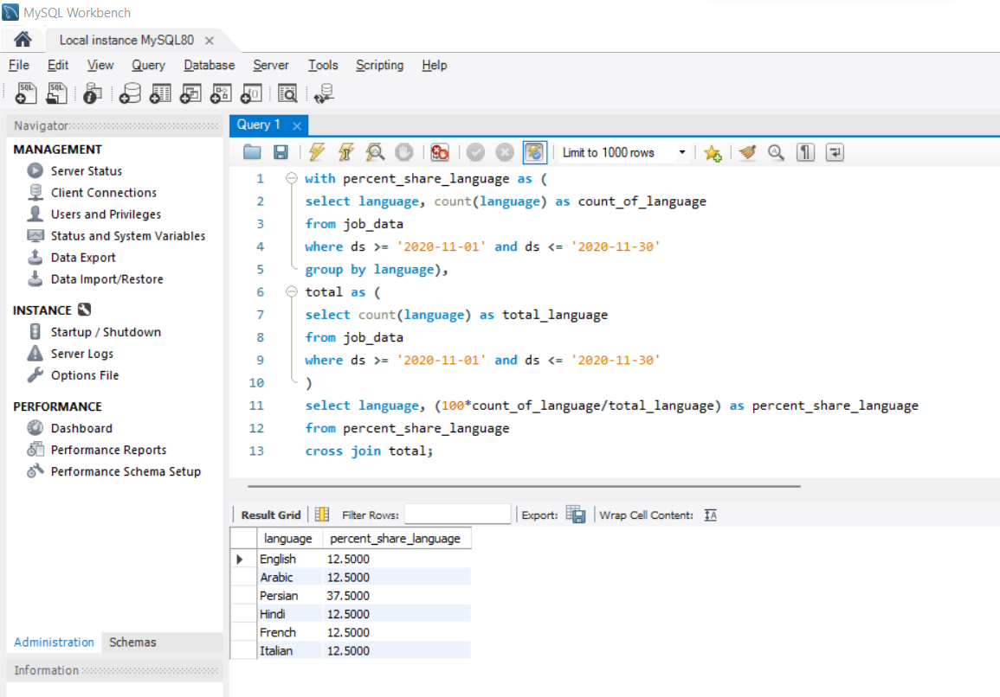 MySQL Workbench
Local instance MySQL80 ×
File Edit View Query Database Server Tools Scripting Help
Navigator
MANAGEMENT
Server Status
Client Connections
Users and Privileges
Status and System Variables
Data Export
Data Import/Restore
INSTANCE
Startup / Shutdown
Server Logs
Options File
PERFORMANCE
Dashboard
Performance Reports
Performance Schema Setup
Administration Schemas
Information
Query 1 ×
Limit to 1000 rows
1 with percent_share_language as (
2 select language, count(language) as count_of_language
3 from job_data
4 where ds >= '2020-11-01' and ds <= '2020-11-30'
5 group by language),
6 total as (
7 select count(language) as total_language
8 from job_data
9 where ds >= '2020-11-01' and ds <= '2020-11-30'
10 )
11 select language, (100*count_of_language/total_language) as percent_share_language
12 from percent_share_language
13 cross join total;
Result Grid Filter Rows: Export: Wrap Cell Content: IA
language percent_share_language
English 12.5000
Arabic 12.5000
Persian 37.5000
Hindi 12.5000
French 12.5000
Italian 12.5000